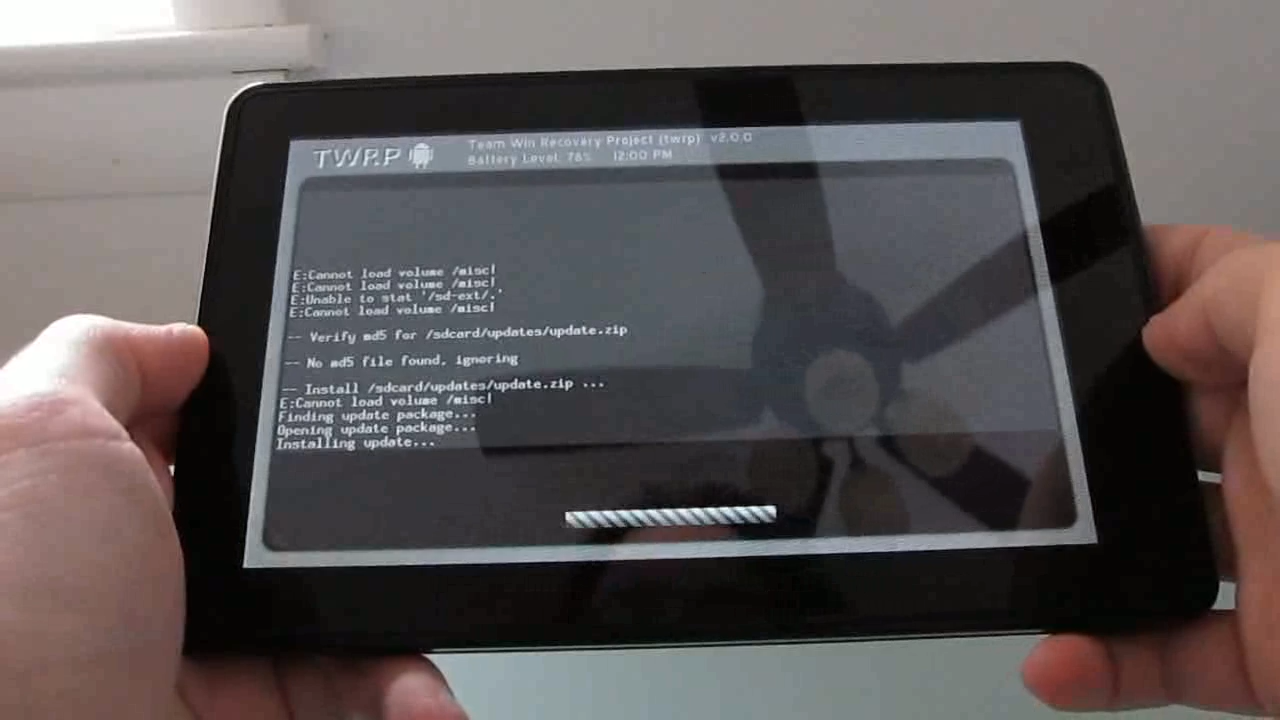 TWRP
Team Win Recovery Project (twrp) v2.0.0
Battery Level: 76% 12:00 PM
E:Cannot load volume /misc!
E:Cannot load volume /misc!
E:Unable to stat '/sd-ext/.'
E:Cannot load volume /misc!
-- Verify md5 for /sdcard/updates/update.zip
-- No md5 file found, ignoring
-- Install /sdcard/updates/update.zip ...
E:Cannot load volume /misc!
Finding update package...
Opening update package...
Installing update...